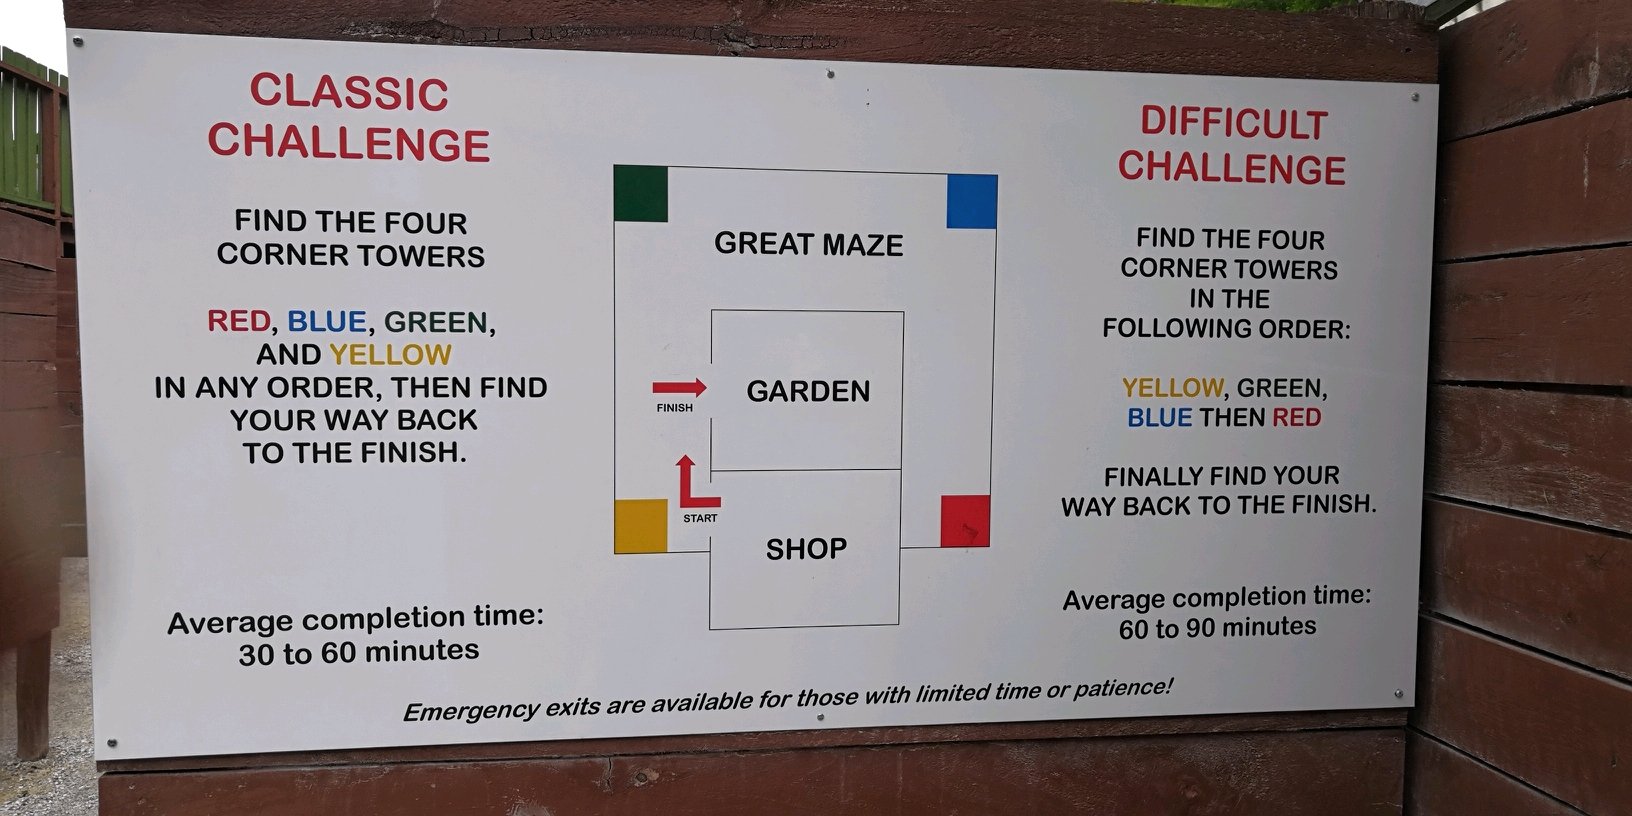 CLASSIC
CHALLENGE
FIND THE FOUR
CORNER TOWERS
RED, BLUE, GREEN,
AND YELLOW
IN ANY ORDER, THEN FIND
YOUR WAY BACK
TO THE FINISH.
Average completion time:
30 to 60 minutes
GREAT MAZE
GARDEN
FINISH
START
SHOP
DIFFICULT
CHALLENGE
FIND THE FOUR
CORNER TOWERS
IN THE
FOLLOWING ORDER:
YELLOW, GREEN,
BLUE THEN RED
FINALLY FIND YOUR
WAY BACK TO THE FINISH.
Average completion time:
60 to 90 minutes
Emergency exits are available for those with limited time or patience!